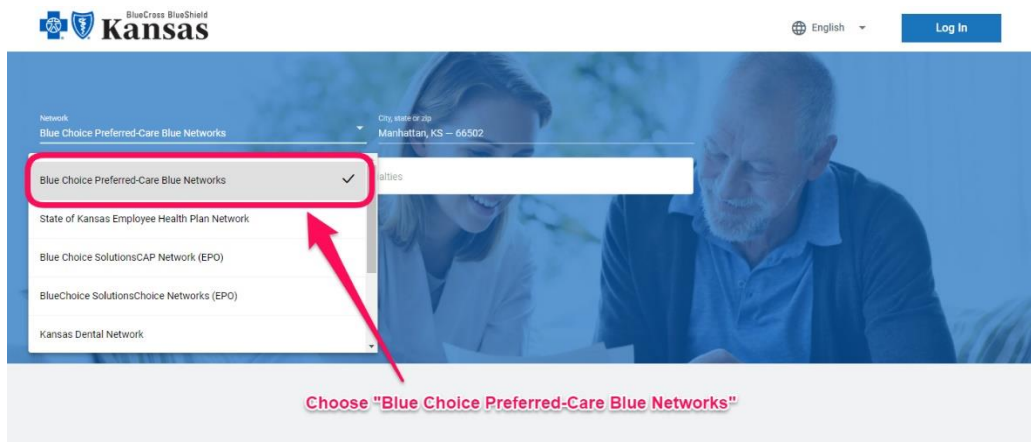 BlueCross BlueShield
Kansas
English
Log In
Network
Blue Choice Preferred-Care Blue Networks
City, state or zip
Manhattan, KS — 66502
Blue Choice Preferred-Care Blue Networks
alties
State of Kansas Employee Health Plan Network
Blue Choice SolutionsCAP Network (EPO)
BlueChoice SolutionsChoice Networks (EPO)
Kansas Dental Network
Choose "Blue Choice Preferred-Care Blue Networks"